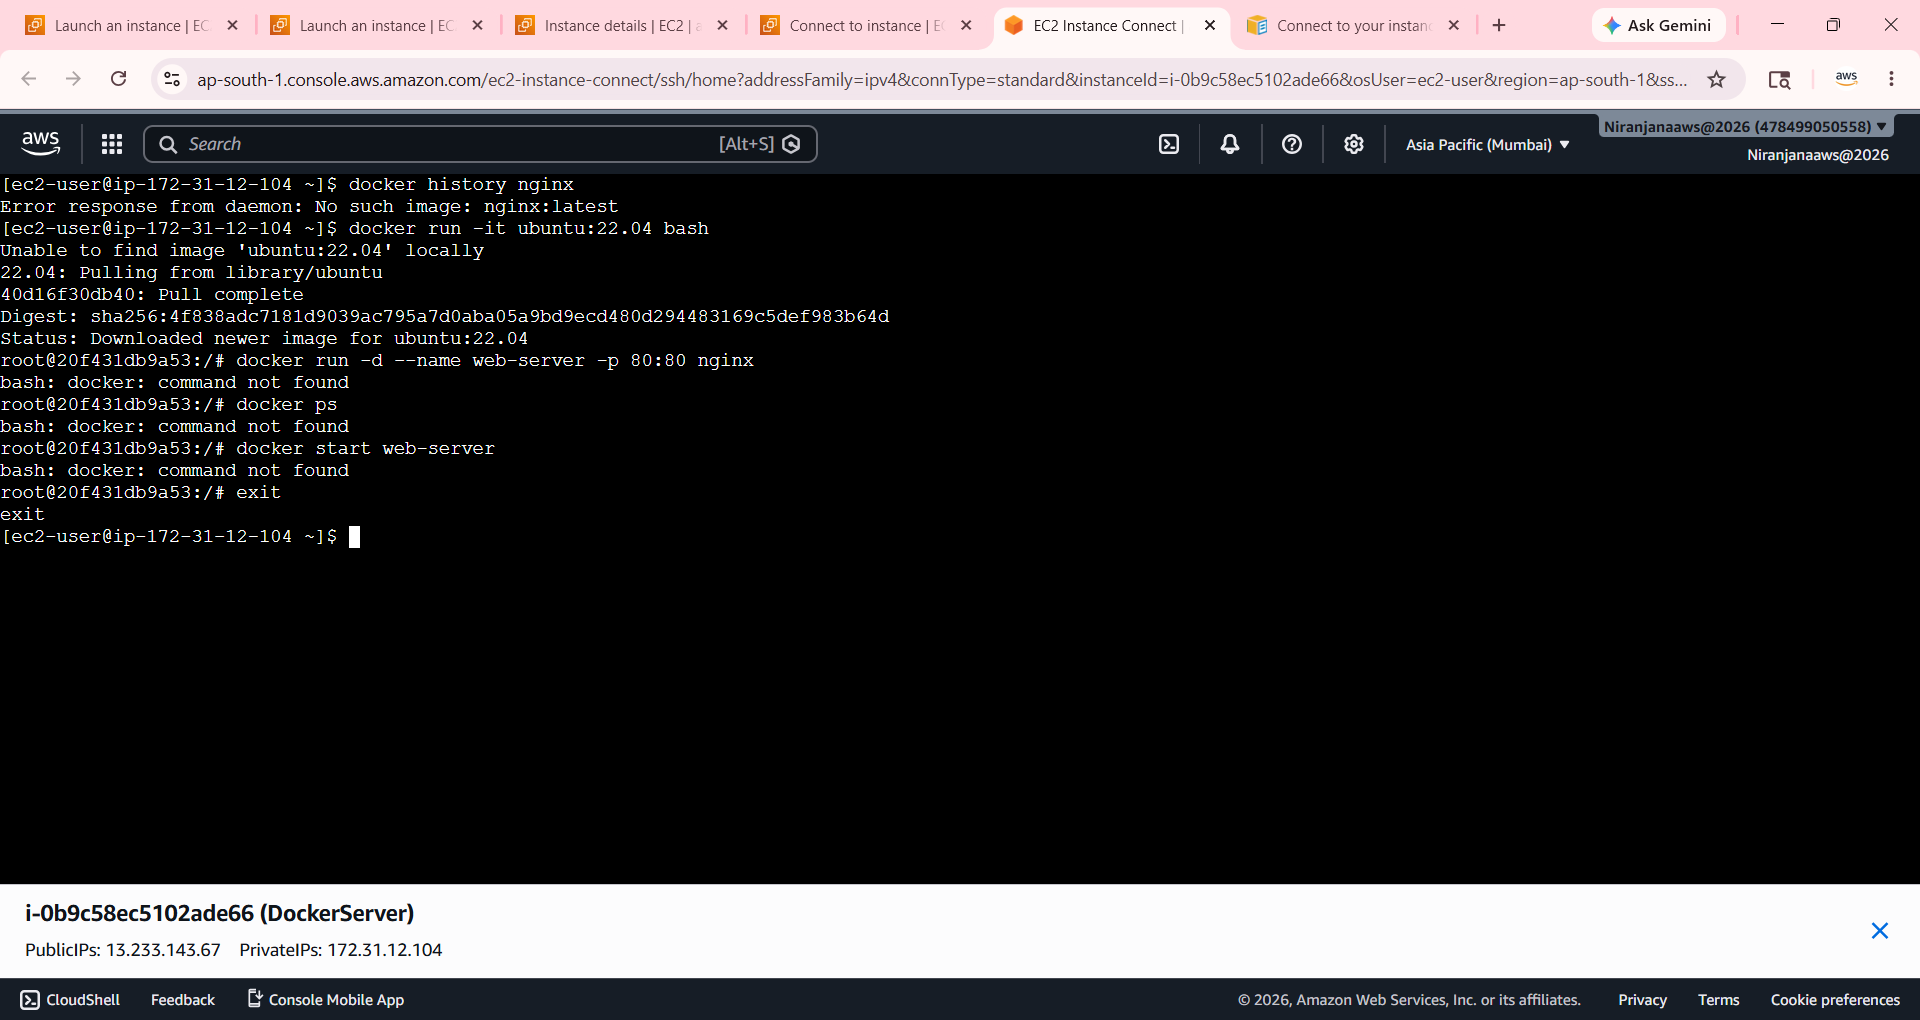 Launch an instance | EC
Launch an instance | EC
Instance details | EC2 | a
Connect to instance | EC
EC2 Instance Connect |
Connect to your instanc
Ask Gemini
ap-south-1.console.aws.amazon.com/ec2-instance-connect/ssh/home?addressFamily=ipv4&connType=standard&instanceId=i-0b9c58ec5102ade66&osUser=ec2-user&region=ap-south-1&ss...
aws
aws
Search
[Alt+S]
Asia Pacific (Mumbai)
Niranjanaaws@2026 (478499050558)
Niranjanaaws@2026
[ec2-user@ip-172-31-12-104 ~]$ docker history nginx
Error response from daemon: No such image: nginx:latest
[ec2-user@ip-172-31-12-104 ~]$ docker run -it ubuntu:22.04 bash
Unable to find image 'ubuntu:22.04' locally
22.04: Pulling from library/ubuntu
40d16f30db40: Pull complete
Digest: sha256:4f838adc7181d9039ac795a7d0aba05a9bd9ecd480d294483169c5def983b64d
Status: Downloaded newer image for ubuntu:22.04
root@20f431db9a53:/# docker run -d --name web-server -p 80:80 nginx
bash: docker: command not found
root@20f431db9a53:/# docker ps
bash: docker: command not found
root@20f431db9a53:/# docker start web-server
bash: docker: command not found
root@20f431db9a53:/# exit
exit
[ec2-user@ip-172-31-12-104 ~]$
i-0b9c58ec5102ade66 (DockerServer)
PublicIPs: 13.233.143.67 PrivateIPs: 172.31.12.104
CloudShell
Feedback
Console Mobile App
© 2026, Amazon Web Services, Inc. or its affiliates.
Privacy
Terms
Cookie preferences